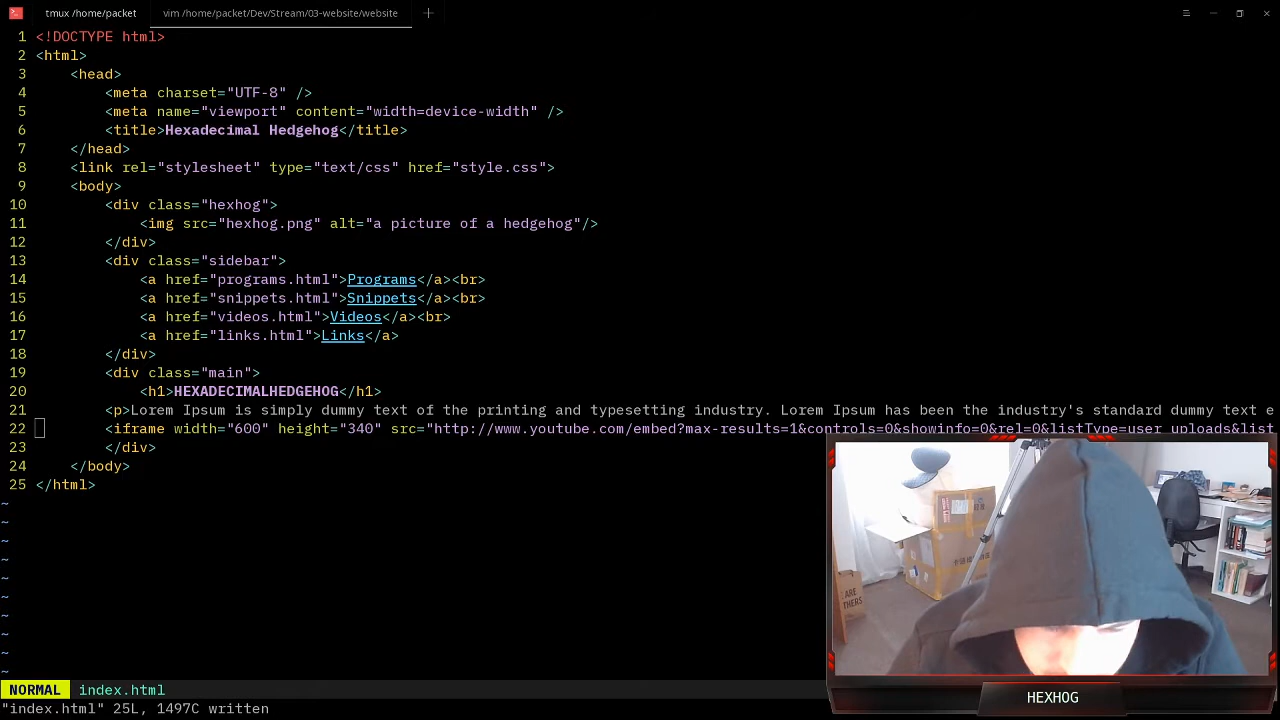 tmux /home/packet
vim /home/packet/Dev/Stream/03-website/website
1 <!DOCTYPE html>
2 <html>
3 <head>
4 <meta charset="UTF-8" />
5 <meta name="viewport" content="width=device-width" />
6 <title>Hexadecimal Hedgehog</title>
7 </head>
8 <link rel="stylesheet" type="text/css" href="style.css">
9 <body>
10 <div class="hexhog">
11 <img src="hexhog.png" alt="a picture of a hedgehog"/>
12 </div>
13 <div class="sidebar">
14 <a href="programs.html">Programs</a><br>
15 <a href="snippets.html">Snippets</a><br>
16 <a href="videos.html">Videos</a><br>
17 <a href="links.html">Links</a>
18 </div>
19 <div class="main">
20 <h1>HEXADECIMALHEDGEHOG</h1>
21 <p>Lorem Ipsum is simply dummy text of the printing and typesetting industry. Lorem Ipsum has been the industry's standard dummy text e
22 <iframe width="600" height="340" src="http://www.youtube.com/embed?max-results=1&controls=0&showinfo=0&rel=0&listType=user_uploads&list
23 </div>
24 </body>
25 </html>
~
~
~
~
~
~
~
~
~
~
ARE
THERS
NORMAL index.html
"index.html" 25L, 1497C written
HEXHOG